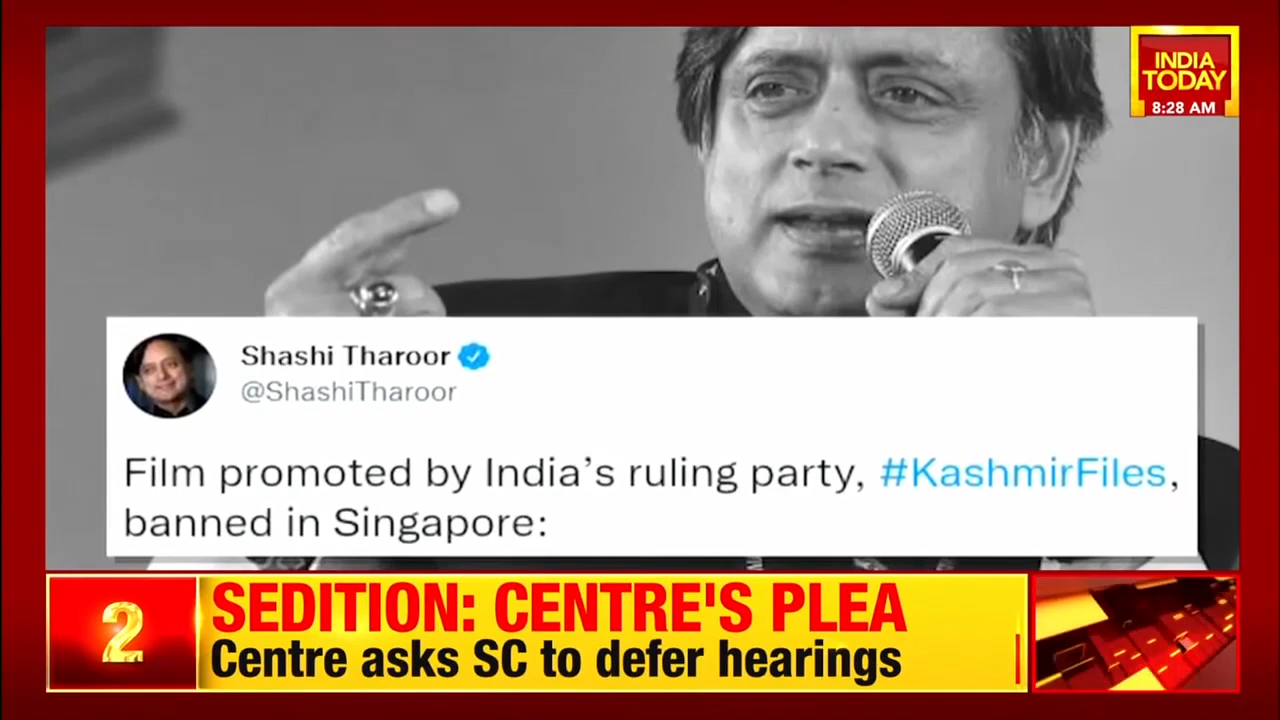 INDIA
TODAY
8:28 AM
Shashi Tharoor
@ShashiTharoor
Film promoted by India's ruling party, #KashmirFiles,
banned in Singapore:
2
SEDITION: CENTRE'S PLEA
Centre asks SC to defer hearings